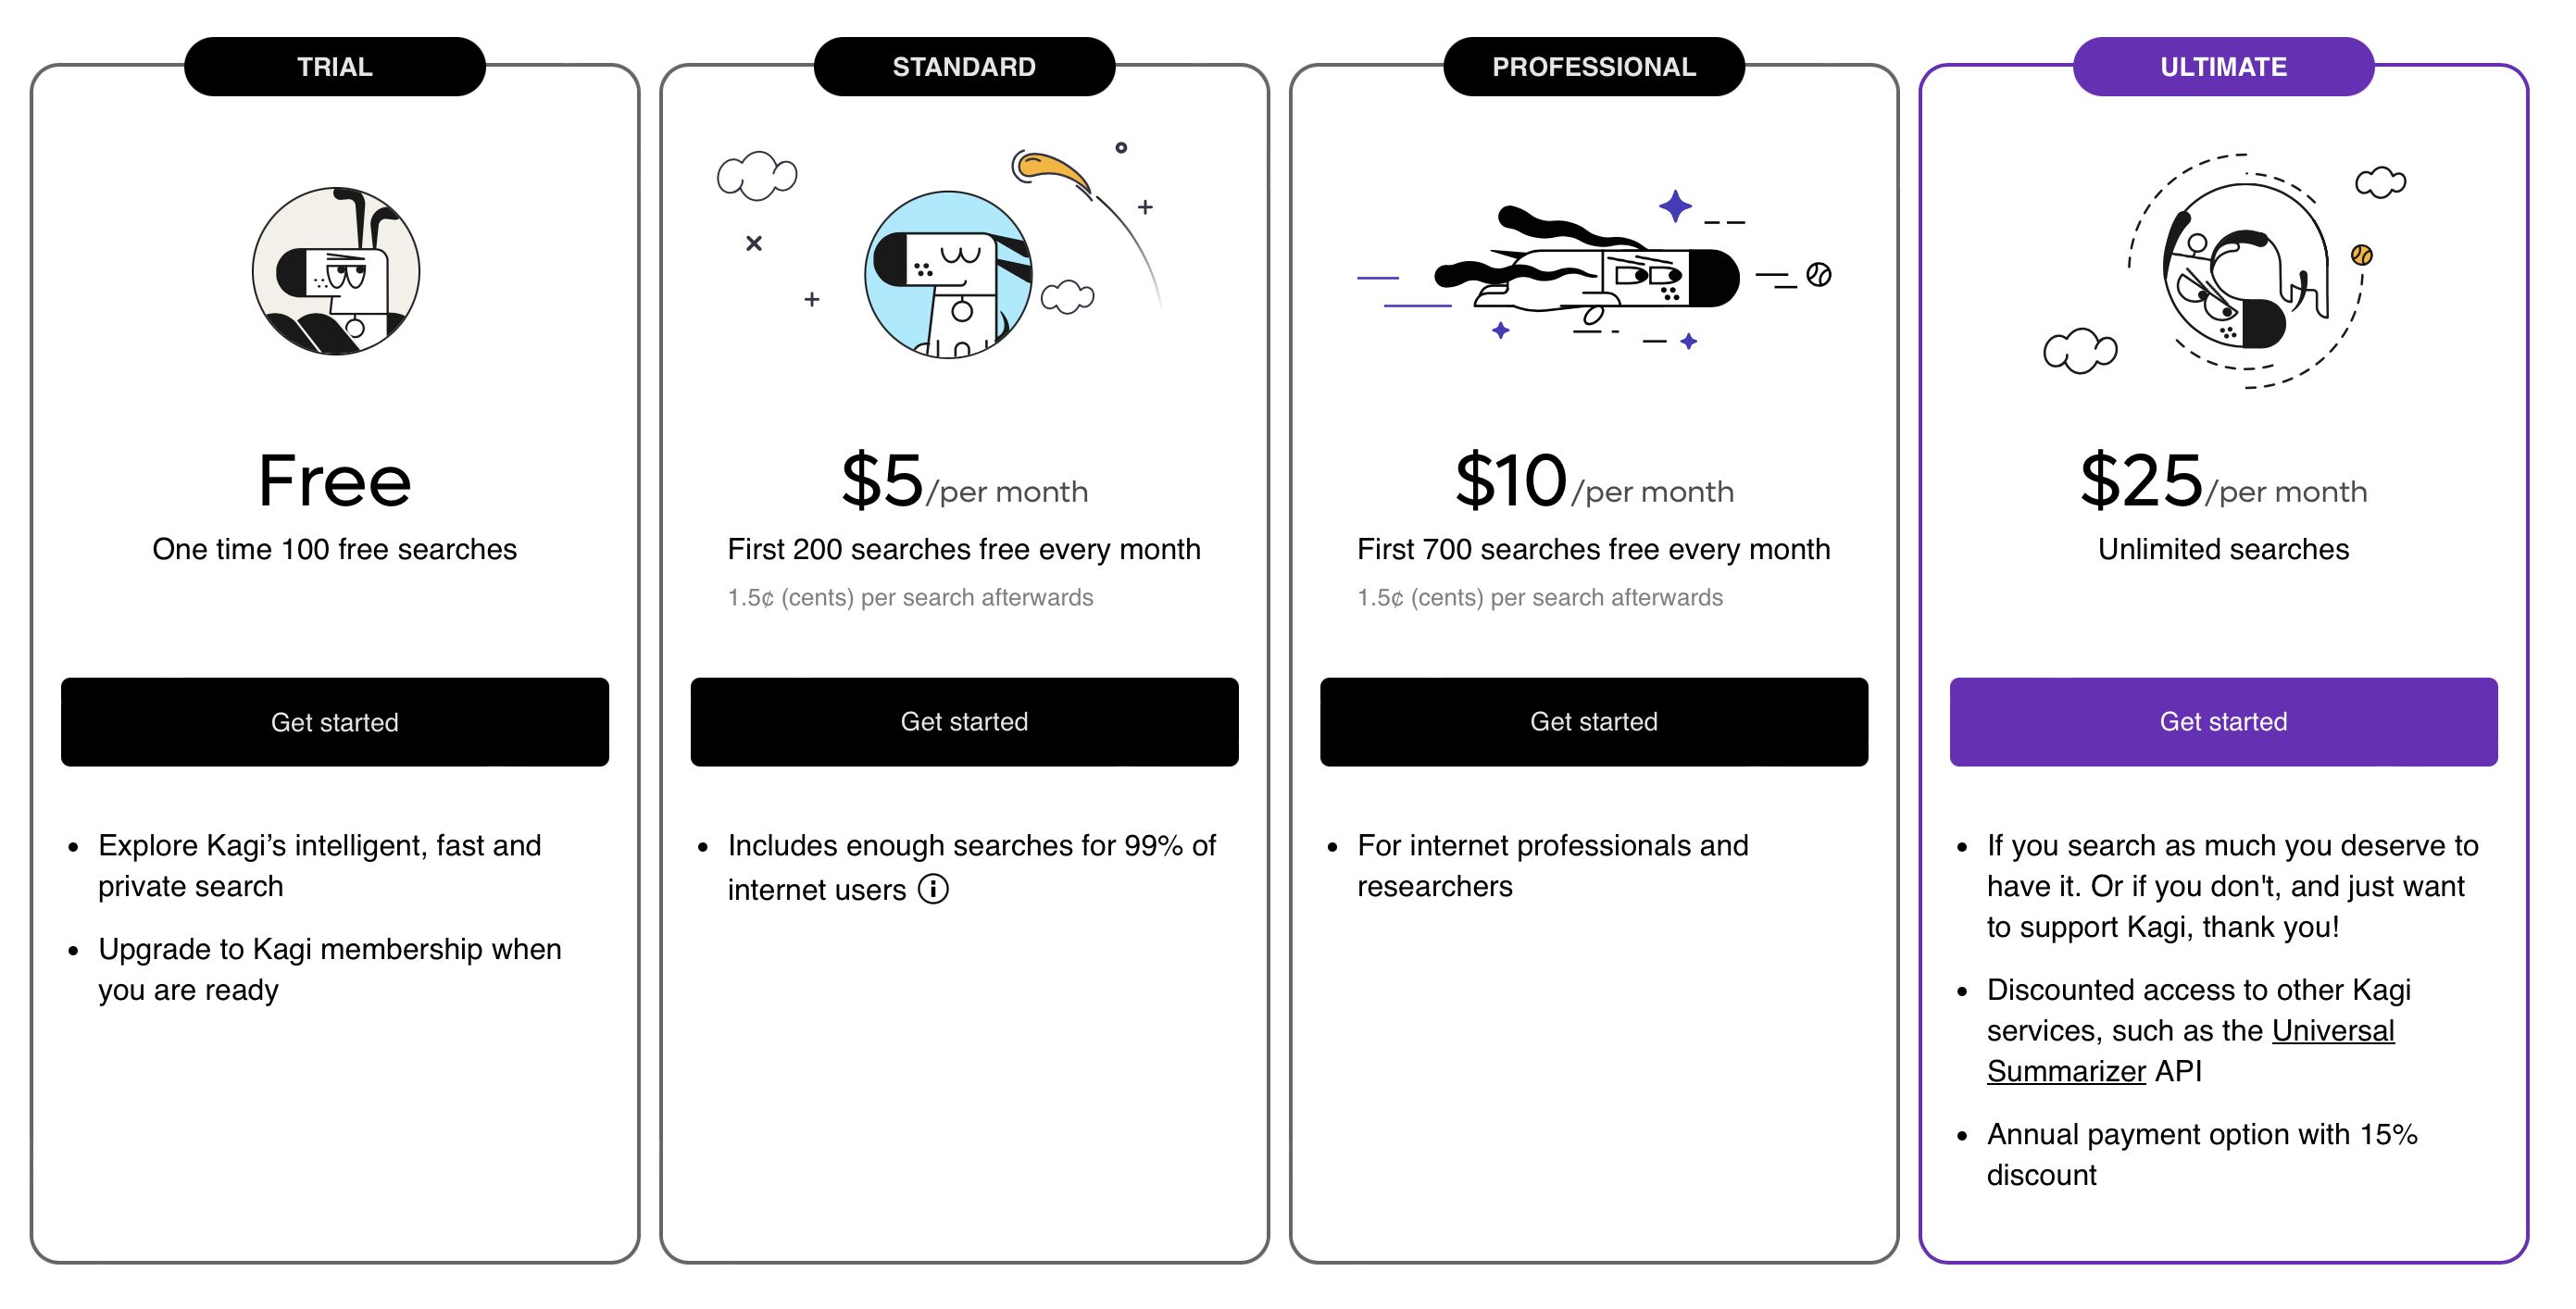 TRIAL
Free
One time 100 free searches
Get started
• Explore Kagi’s intelligent, fast and
private search
• Upgrade to Kagi membership when
you are ready
STANDARD
$5/per month
First 200 searches free every month
1.5¢ (cents) per search afterwards
Get started
• Includes enough searches for 99% of
internet users
PROFESSIONAL
$10/per month
First 700 searches free every month
1.5¢ (cents) per search afterwards
Get started
• For internet professionals and
researchers
ULTIMATE
$25/per month
Unlimited searches
Get started
• If you search as much you deserve to
have it. Or if you don't, and just want
to support Kagi, thank you!
• Discounted access to other Kagi
services, such as the Universal
Summarizer API
• Annual payment option with 15%
discount